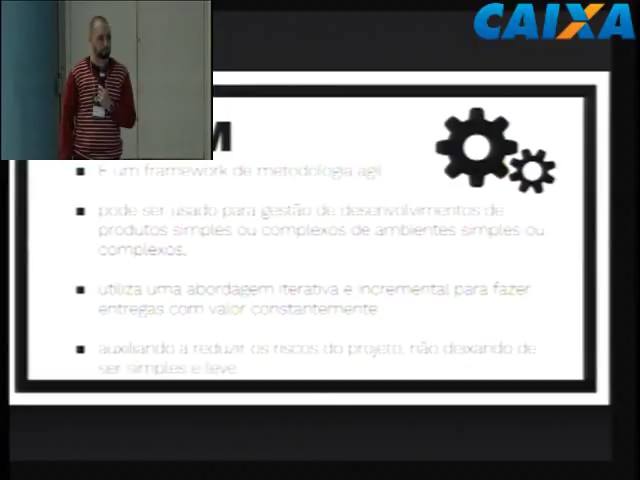 CAIXA
M
É um framework de metodologia agil
pode ser usado para gestão de desenvolvimentos de
produtos simples ou complexos de ambientes simples ou
complexos.
utiliza uma abordagem iterativa e incremental para fazer
entregas com valor constantemente
auxiliando a reduzir os riscos do projeto, não deixando de
ser simples e leve